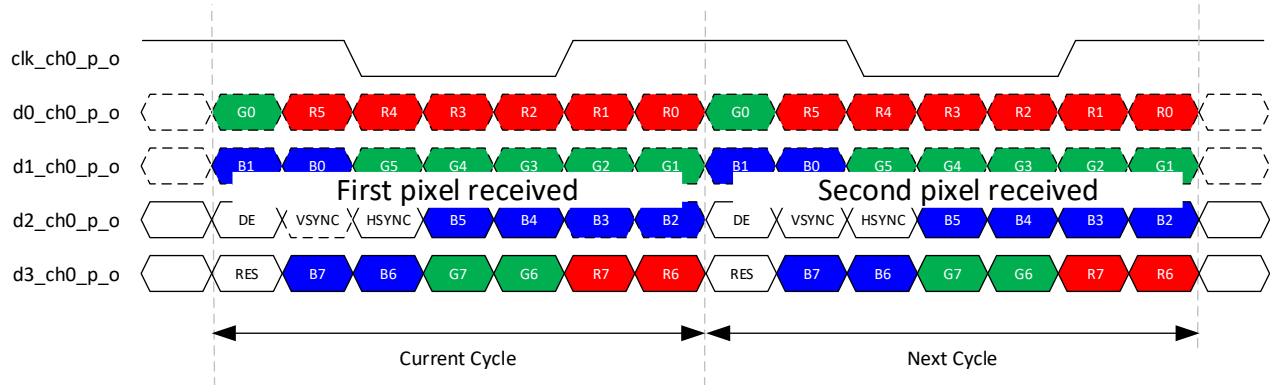 clk_ch0_p_o
d0_ch0_p_o G0 R5 R4 R3 R2 R1 R0 G0 R5 R4 R3 R2 R1 R0
d1_ch0_p_o B1 B0 G5 G4 G3 G2 G1 B1 B0 G5 G4 G3 G2 G1
First pixel received Second pixel received
d2_ch0_p_o DE VSYNC HSYNC B5 B4 B3 B2 DE VSYNC HSYNC B5 B4 B3 B2
d3_ch0_p_o RES B7 B6 G7 G6 R7 R6 RES B7 B6 G7 G6 R7 R6
Current Cycle Next Cycle